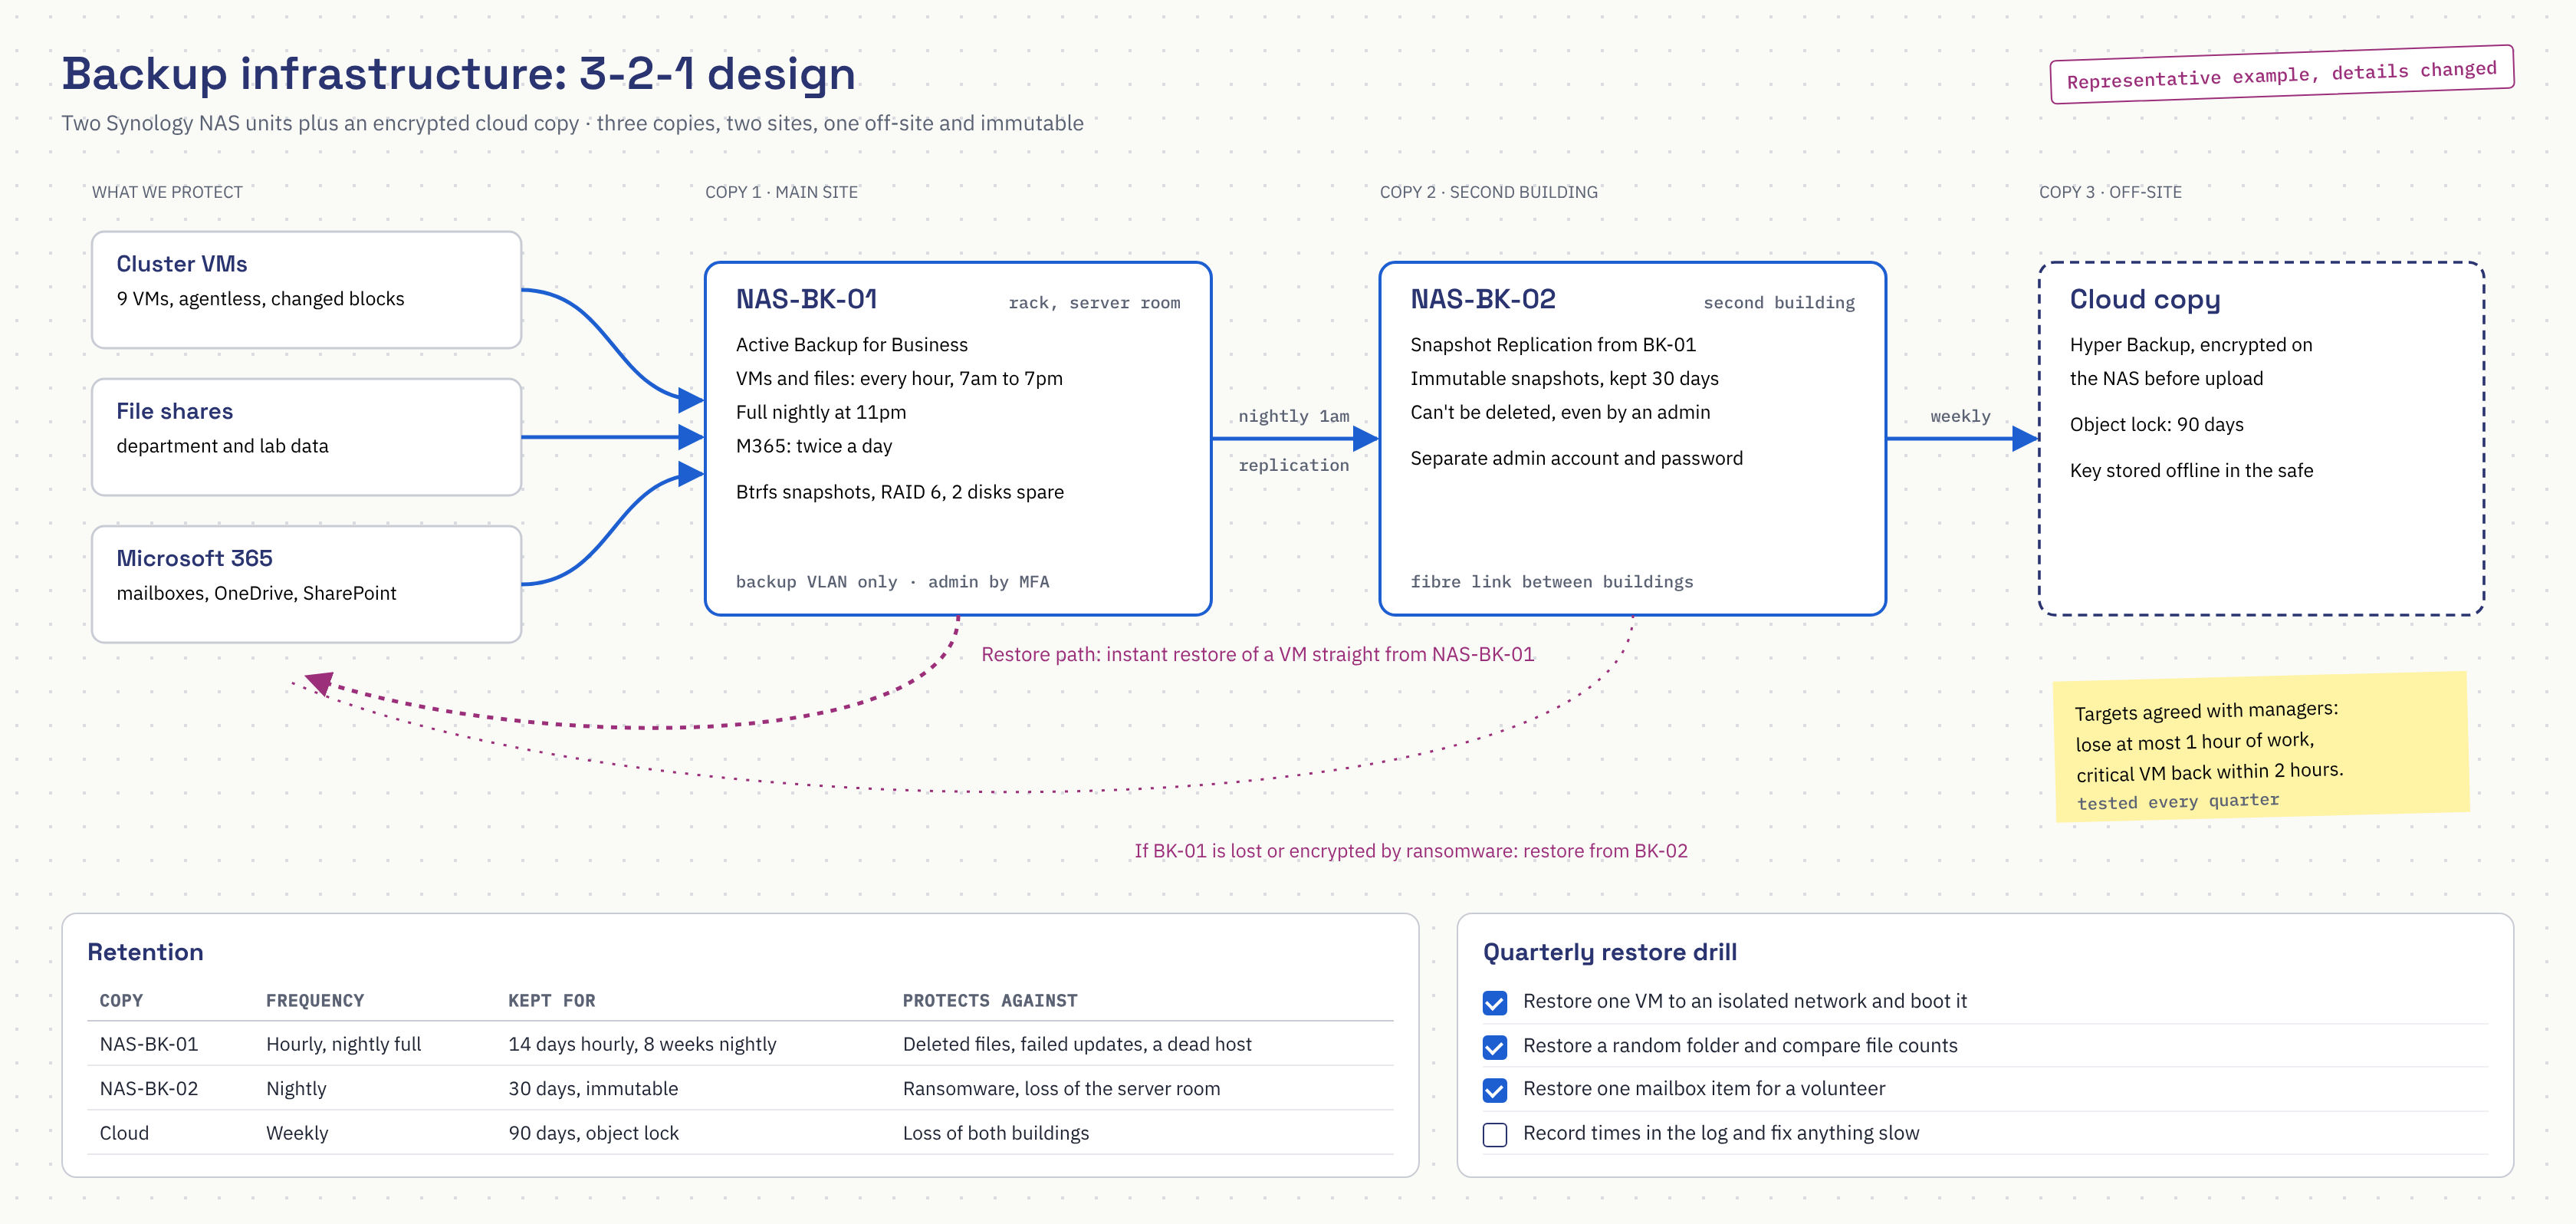 Backup infrastructure: 3-2-1 design
Representative example, details changed
Two Synology NAS units plus an encrypted cloud copy · three copies, two sites, one off-site and immutable
WHAT WE PROTECT
COPY 1 · MAIN SITE
COPY 2 · SECOND BUILDING
COPY 3 · OFF-SITE
Cluster VMs
9 VMs, agentless, changed blocks
File shares
department and lab data
Microsoft 365
mailboxes, OneDrive, SharePoint
NAS-BK-01
rack, server room
Active Backup for Business
VMs and files: every hour, 7am to 7pm
Full nightly at 11pm
M365: twice a day
Btrfs snapshots, RAID 6, 2 disks spare
backup VLAN only · admin by MFA
nightly 1am
replication
NAS-BK-02
second building
Snapshot Replication from BK-01
Immutable snapshots, kept 30 days
Can't be deleted, even by an admin
Separate admin account and password
fibre link between buildings
weekly
Cloud copy
Hyper Backup, encrypted on
the NAS before upload
Object lock: 90 days
Key stored offline in the safe
Restore path: instant restore of a VM straight from NAS-BK-01
If BK-01 is lost or encrypted by ransomware: restore from BK-02
Targets agreed with managers:
lose at most 1 hour of work,
critical VM back within 2 hours.
tested every quarter
Retention
COPY FREQUENCY KEPT FOR PROTECTS AGAINST
NAS-BK-01 Hourly, nightly full 14 days hourly, 8 weeks nightly Deleted files, failed updates, a dead host
NAS-BK-02 Nightly 30 days, immutable Ransomware, loss of the server room
Cloud Weekly 90 days, object lock Loss of both buildings
Quarterly restore drill
Restore one VM to an isolated network and boot it
Restore a random folder and compare file counts
Restore one mailbox item for a volunteer
Record times in the log and fix anything slow